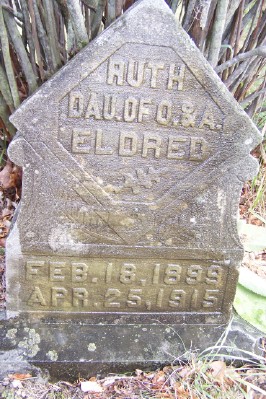 RUTH
DAU. OF O. & A.
ELDRED
FEB. 18, 1899
APR. 25, 1915